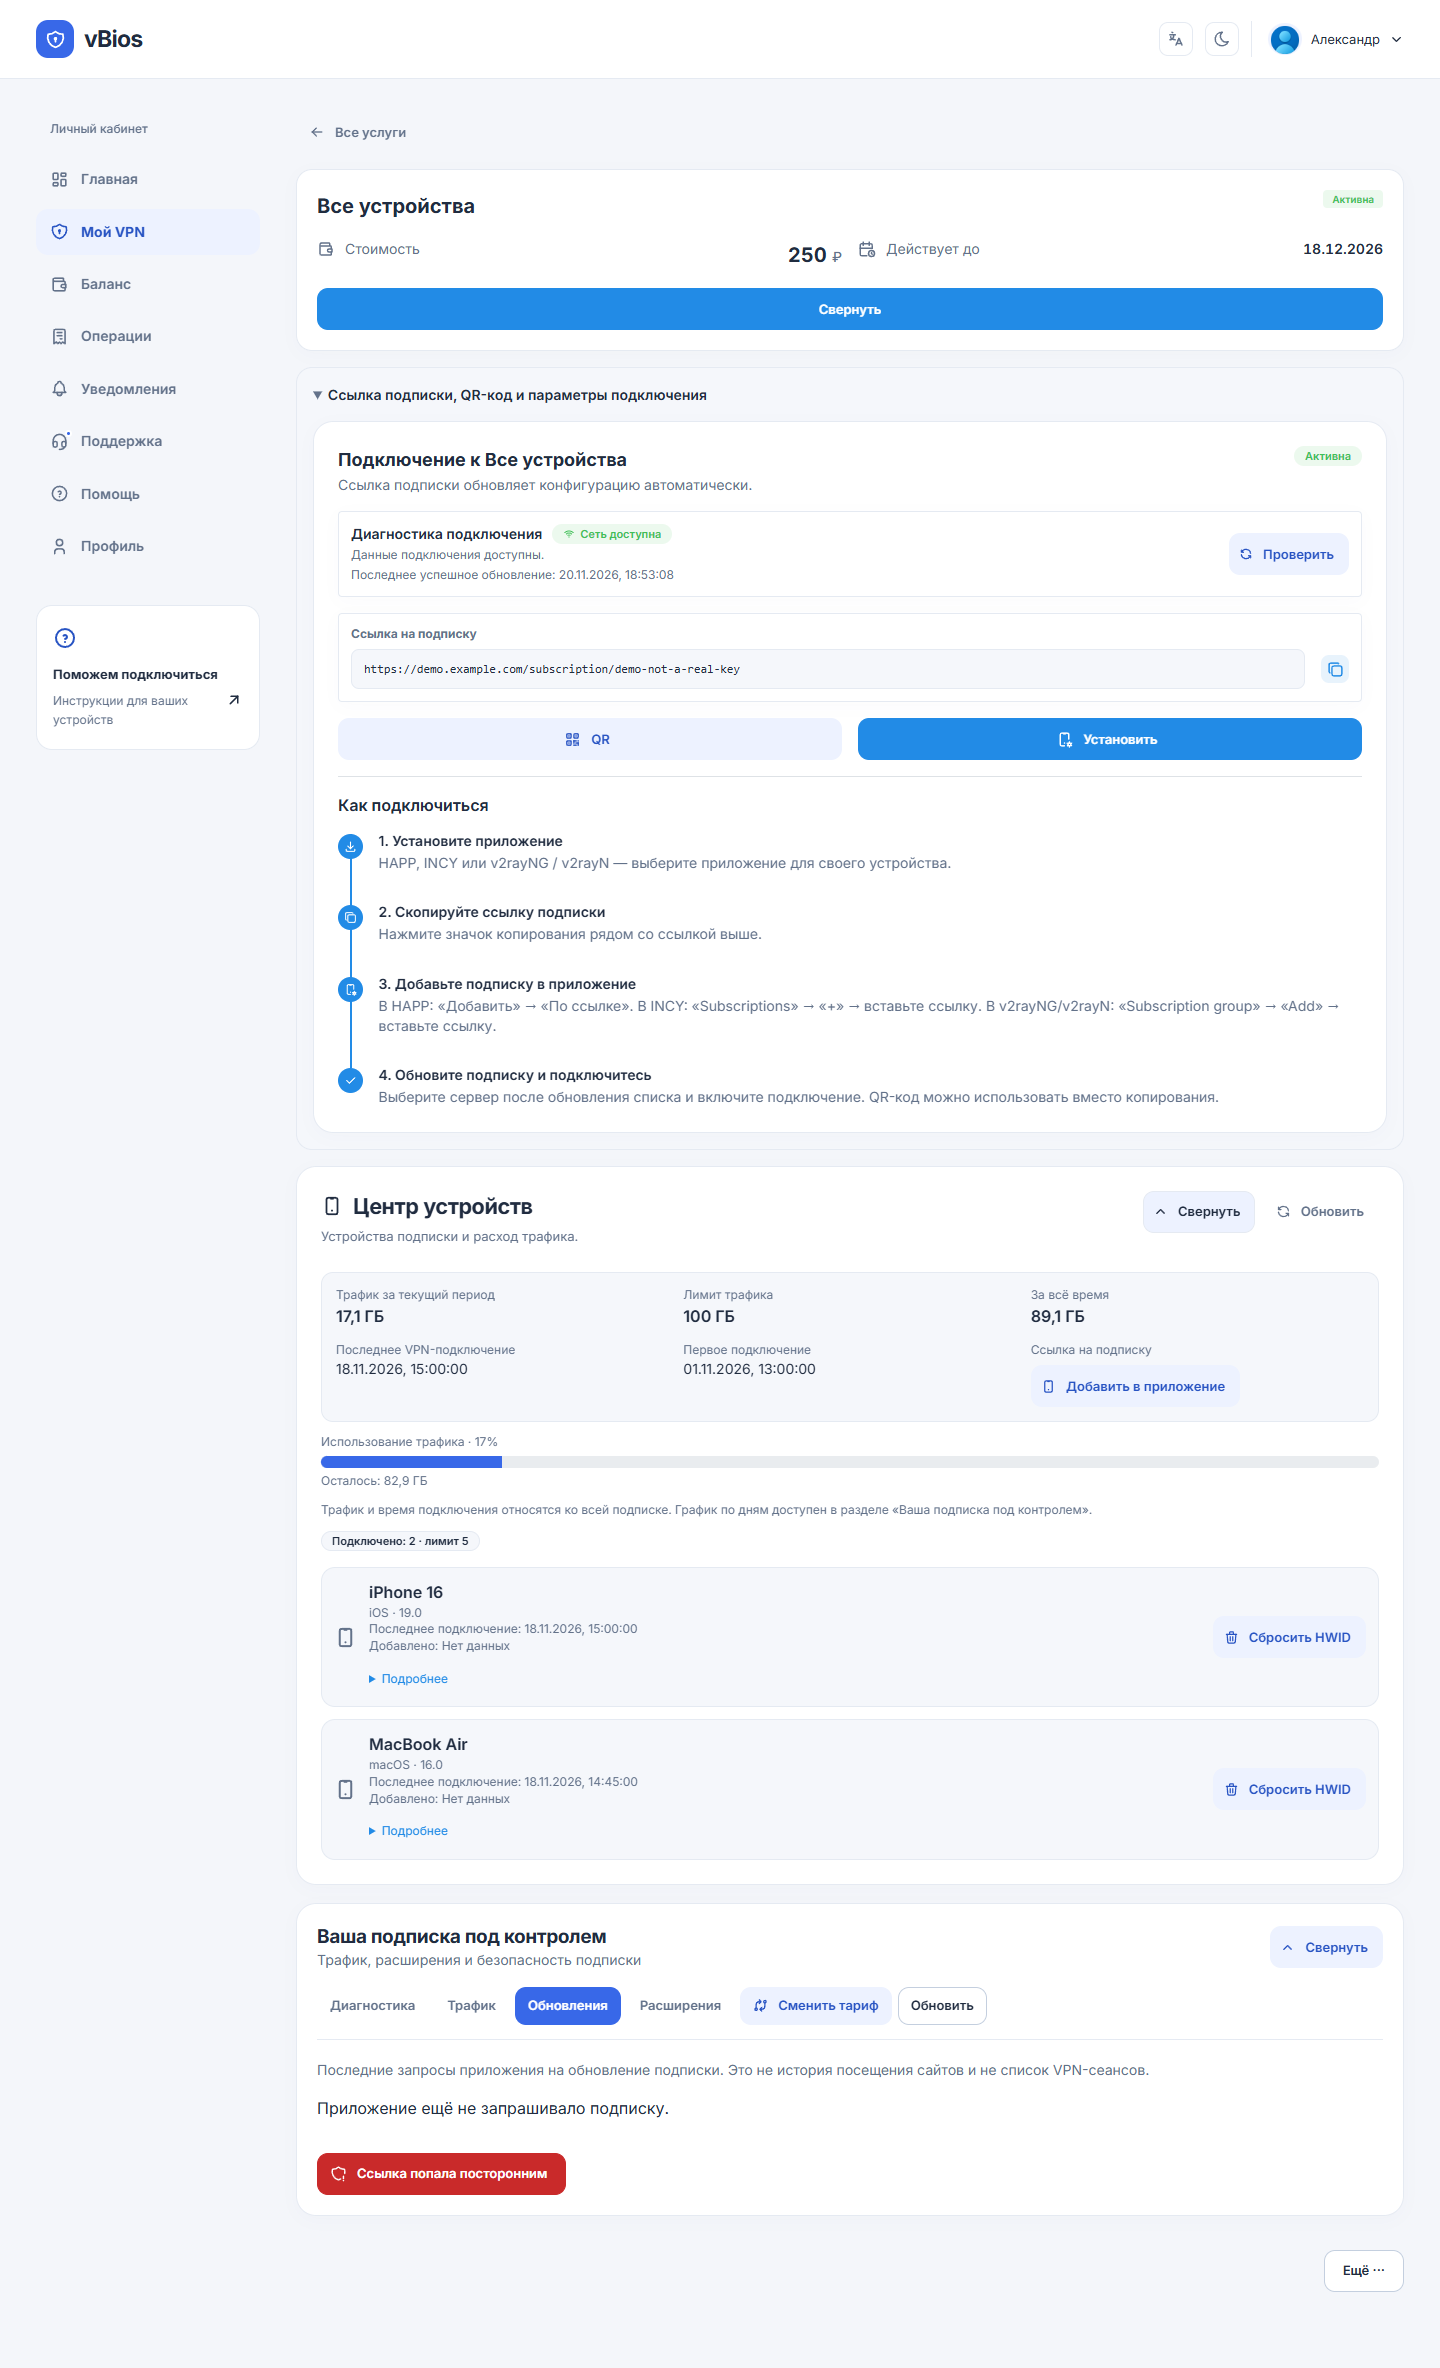 vBios
Александр
Личный кабинет
Главная
Мой VPN
Баланс
Операции
Уведомления
Поддержка
Помощь
Профиль
Поможем подключиться
Инструкции для ваших
устройств
Все услуги
Все устройства
Активна
Стоимость
250 ₽
Действует до
18.12.2026
Свернуть
Ссылка подписки, QR-код и параметры подключения
Подключение к Все устройства
Активна
Ссылка подписки обновляет конфигурацию автоматически.
Диагностика подключения
Сеть доступна
Данные подключения доступны.
Последнее успешное обновление: 20.11.2026, 18:53:08
Проверить
Ссылка на подписку
https://demo.example.com/subscription/demo-not-a-real-key
QR
Установить
Как подключиться
1. Установите приложение
HAPP, INCY или v2rayNG / v2rayN — выберите приложение для своего устройства.
2. Скопируйте ссылку подписки
Нажмите значок копирования рядом со ссылкой выше.
3. Добавьте подписку в приложение
В HAPP: «Добавить» → «По ссылке». В INCY: «Subscriptions» → «+» → вставьте ссылку. В v2rayNG/v2rayN: «Subscription group» → «Add» →
вставьте ссылку.
4. Обновите подписку и подключитесь
Выберите сервер после обновления списка и включите подключение. QR-код можно использовать вместо копирования.
Центр устройств
Устройства подписки и расход трафика.
Свернуть
Обновить
Трафик за текущий период
17,1 ГБ
Лимит трафика
100 ГБ
За всё время
89,1 ГБ
Последнее VPN-подключение
18.11.2026, 15:00:00
Первое подключение
01.11.2026, 13:00:00
Ссылка на подписку
Добавить в приложение
Использование трафика · 17%
Осталось: 82,9 ГБ
Трафик и время подключения относятся ко всей подписке. График по дням доступен в разделе «Ваша подписка под контролем».
Подключено: 2 · лимит 5
iPhone 16
iOS · 19.0
Последнее подключение: 18.11.2026, 15:00:00
Добавлено: Нет данных
Подробнее
Сбросить HWID
MacBook Air
macOS · 16.0
Последнее подключение: 18.11.2026, 14:45:00
Добавлено: Нет данных
Подробнее
Сбросить HWID
Ваша подписка под контролем
Трафик, расширения и безопасность подписки
Свернуть
Диагностика
Трафик
Обновления
Расширения
Сменить тариф
Обновить
Последние запросы приложения на обновление подписки. Это не история посещения сайтов и не список VPN-сеансов.
Приложение ещё не запрашивало подписку.
Ссылка попала посторонним
Ещё ···